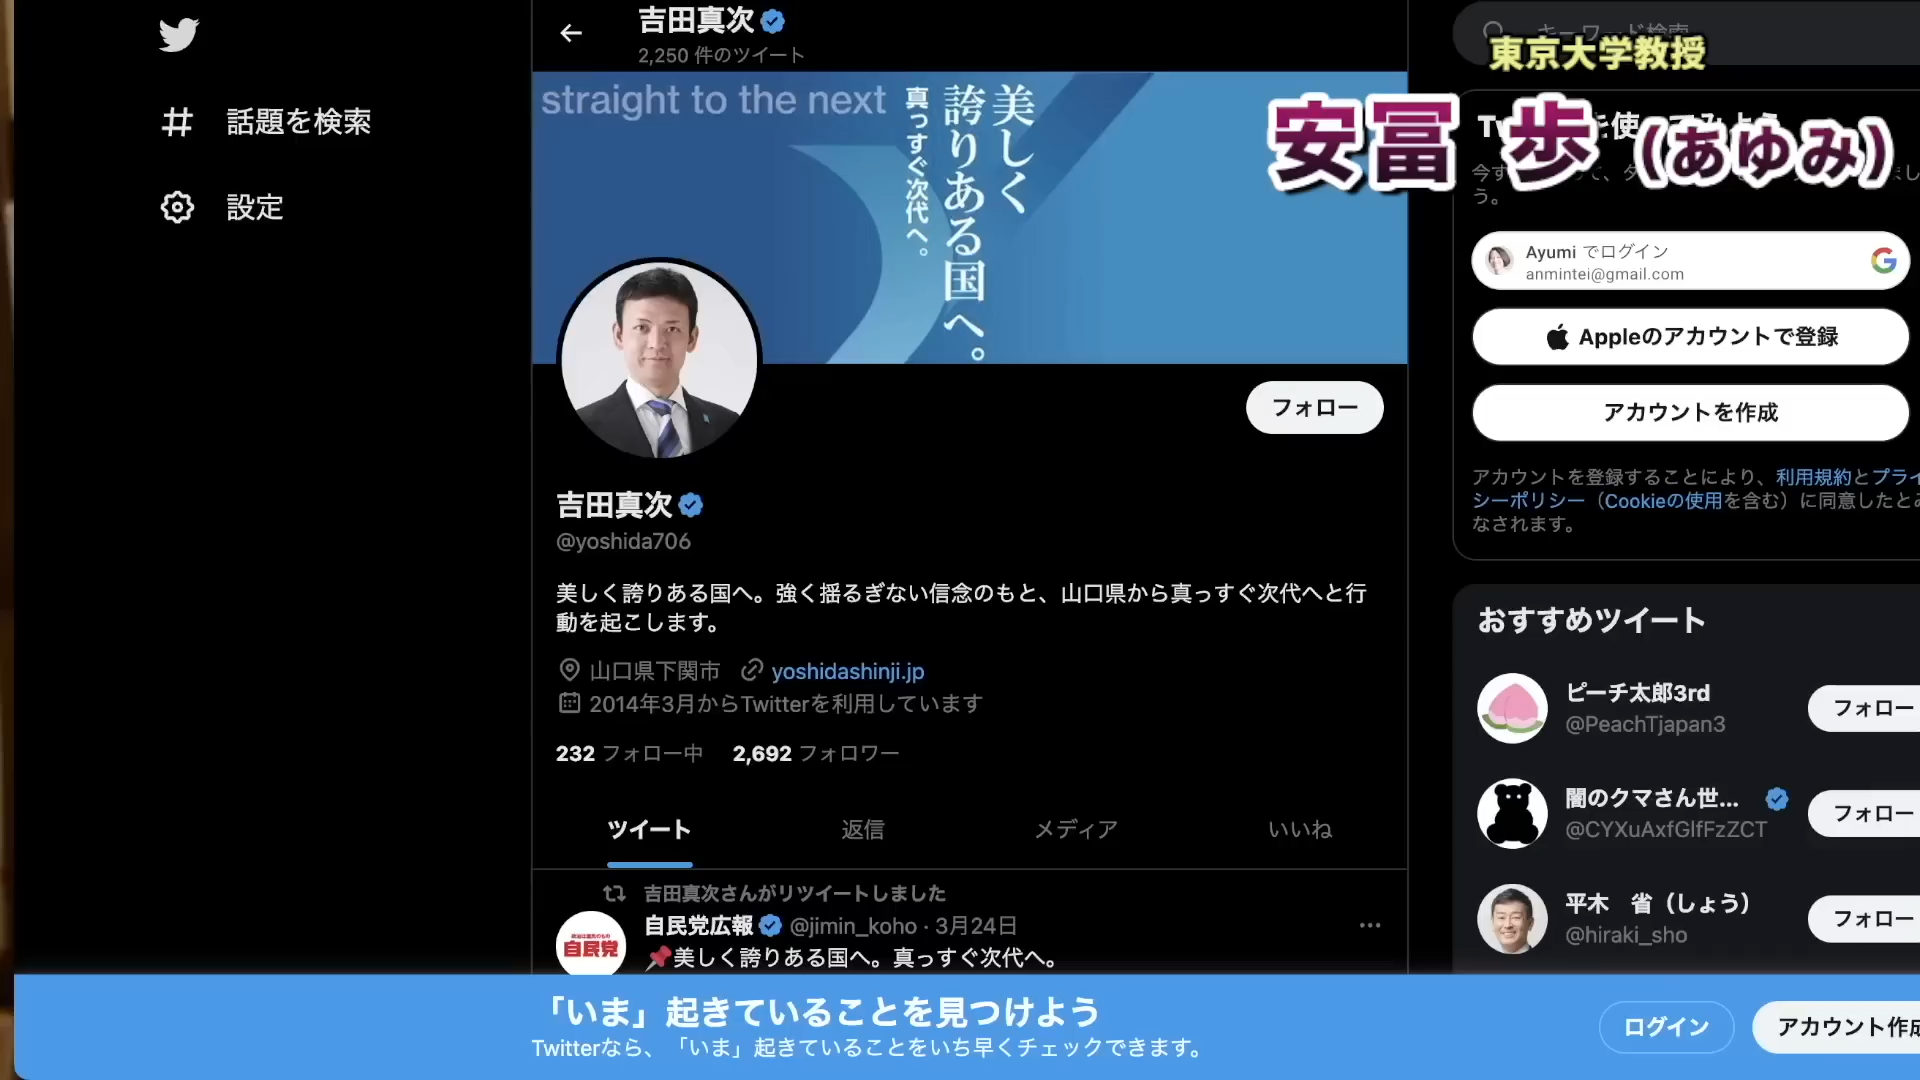 話題を検索
設定
吉田真次
2,250 件のツイート
straight to the next
美しく
誇りある国へ。
真っすぐ次代へ。
フォロー
吉田真次
@yoshida706
美しく誇りある国へ。強く揺るぎない信念のもと、山口県から真っすぐ次代へと行
動を起こします。
山口県下関市 yoshidashinji.jp
2014年3月からTwitterを利用しています
232 フォロー中 2,692 フォロワー
ツイート 返信 メディア いいね
吉田真次さんがリツイートしました
自民党広報 @jimin_koho · 3月24日
自民党
📌美しく誇りある国へ。真っすぐ次代へ。
キーワード検索
東京大学教授
安冨 歩 (あゆみ)
う。
Ayumi でログイン
anmintei@gmail.com
Appleのアカウントで登録
アカウントを作成
アカウントを登録することにより、利用規約とプライ
シーポリシー（Cookieの使用を含む）に同意したとみ
なされます。
おすすめツイート
ピーチ太郎3rd
@PeachTjapan3
フォロー
闇のクマさん世...
@CYXuAxfGlfFzZCT
フォロー
平木 省（しょう）
@hiraki_sho
フォロー
「いま」起きていることを見つけよう
Twitterなら、「いま」起きていることをいち早くチェックできます。
ログイン
アカウント作成